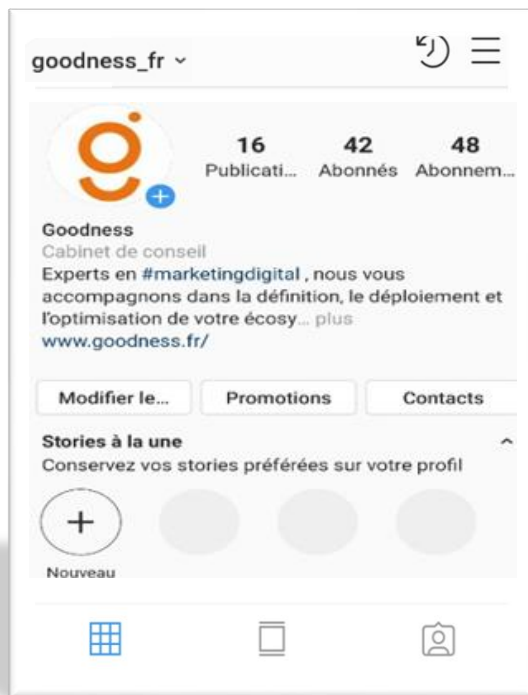 goodness_fr
16 42 48
Publicati... Abonnés Abonnem...
Goodness
Cabinet de conseil
Experts en #marketingdigital , nous vous
accompagnons dans la définition, le déploiement et
l'optimisation de votre écosy... plus
www.goodness.fr/
Modifier le... Promotions Contacts
Stories à la une
Conservez vos stories préférées sur votre profil
Nouveau